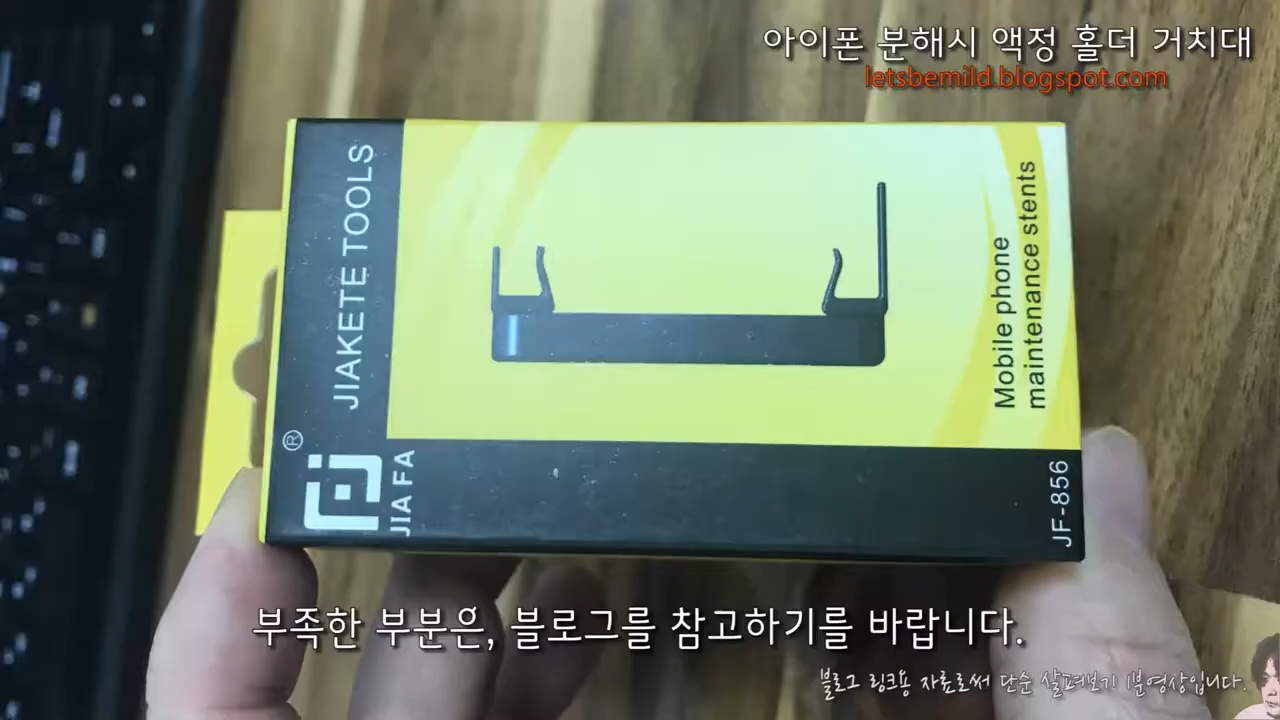 아이폰 분해시 액정 홀더 거치대
letsbemild.blogspot.com
JIAKETE TOOLS
®
JIA FA
Mobile phone
maintenance stents
JF-856
부족한 부분은, 블로그를 참고하기를 바랍니다.
블로그 링크용 자료로써 단순 살펴보기 1분영상입니다.